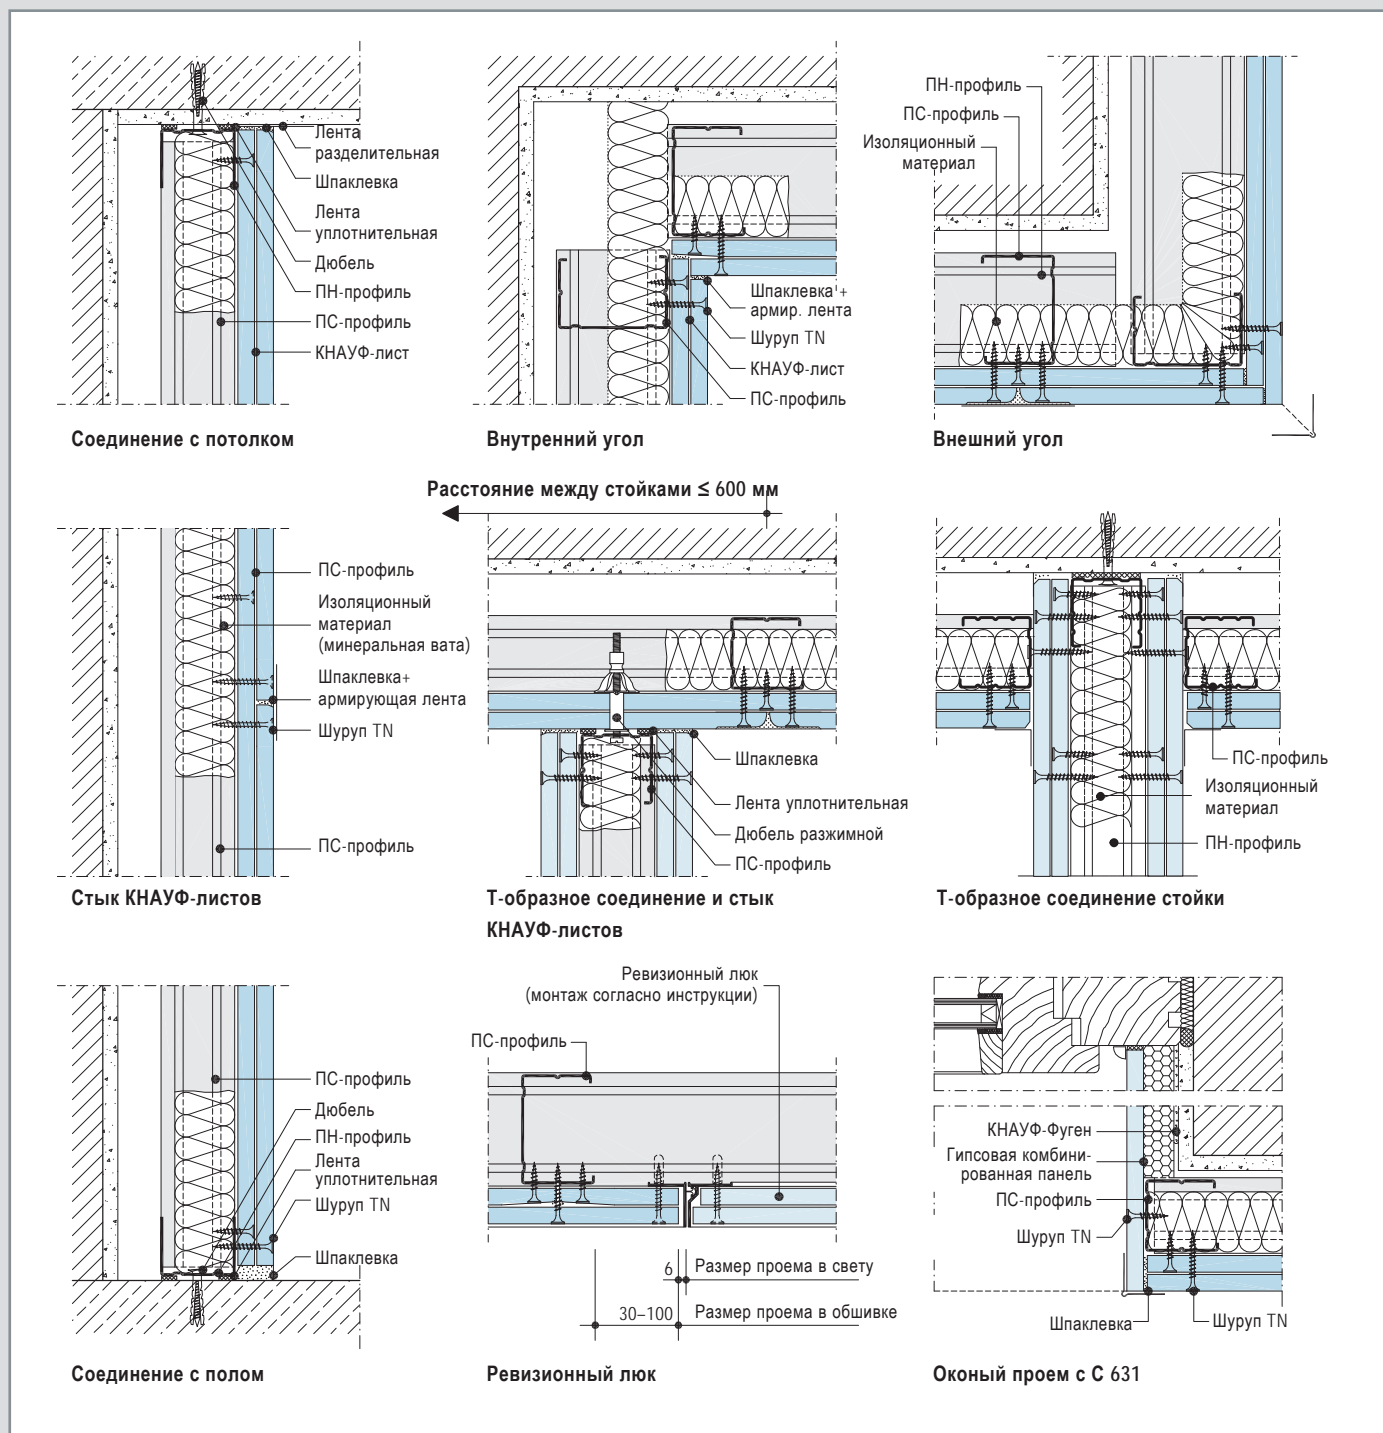 Лента
разделительная
Шпаклевка
Лента
уплотнительная
Дюбель
ПН-профиль
ПС-профиль
КНАУФ-лист
Соединение с потолком
Шпаклевка +
армир. лента
Шуруп TN
КНАУФ-лист
ПС-профиль
Внутренний угол
ПН-профиль
ПС-профиль
Изоляционный
материал
Внешний угол
Расстояние между стойками ≤ 600 мм
ПС-профиль
Изоляционный
материал
(минеральная вата)
Шпаклевка+
армирующая лента
Шуруп TN
ПС-профиль
Стык КНАУФ-листов
Шпаклевка
Лента уплотнительная
Дюбель разжимной
ПС-профиль
Т-образное соединение и стык
КНАУФ-листов
ПС-профиль
Изоляционный
материал
ПН-профиль
Т-образное соединение стойки
ПС-профиль
Дюбель
ПН-профиль
Лента
уплотнительная
Шуруп TN
Шпаклевка
Соединение с полом
Ревизионный люк
(монтаж согласно инструкции)
ПС-профиль
6 Размер проема в свету
30–100 Размер проема в обшивке
Ревизионный люк
КНАУФ-Фуген
Гипсовая комбини-
рованная панель
ПС-профиль
Шуруп TN
Шпаклевка
Шуруп TN
Оконый проем с С 631